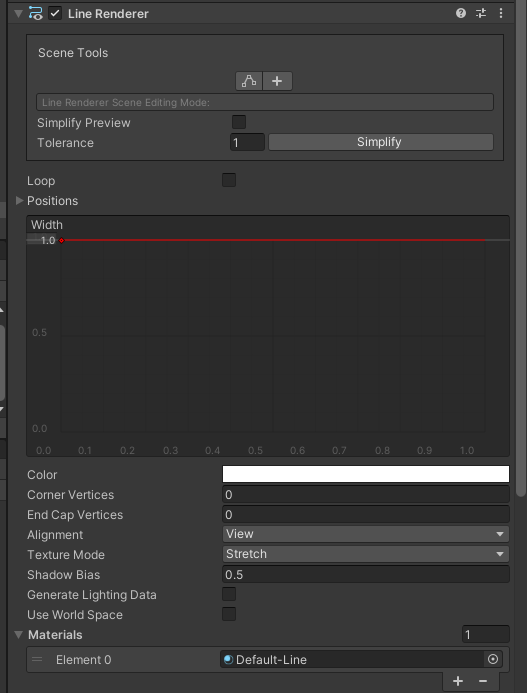 Line Renderer
Scene Tools
Line Renderer Scene Editing Mode:
Simplify Preview
Tolerance 1 Simplify
Loop
Positions
Width
1.0
0.5
0.0
0.0 0.1 0.2 0.3 0.4 0.5 0.6 0.7 0.8 0.9 1.0
Color
Corner Vertices 0
End Cap Vertices 0
Alignment View
Texture Mode Stretch
Shadow Bias 0.5
Generate Lighting Data
Use World Space
Materials 1
Element 0 Default-Line